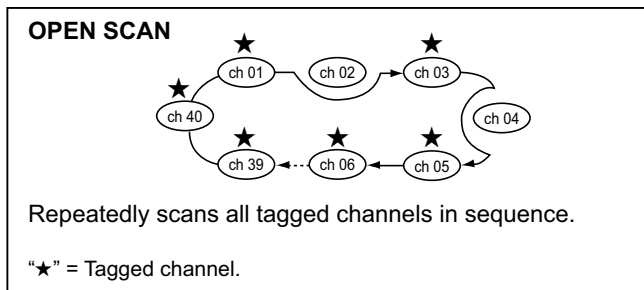 OPEN SCAN
★ ★
ch 01 ch 02 ch 03
★
ch 40 ch 04
★ ★ ★
ch 39 ch 06 ch 05
Repeatedly scans all tagged channels in sequence.
“★” = Tagged channel.